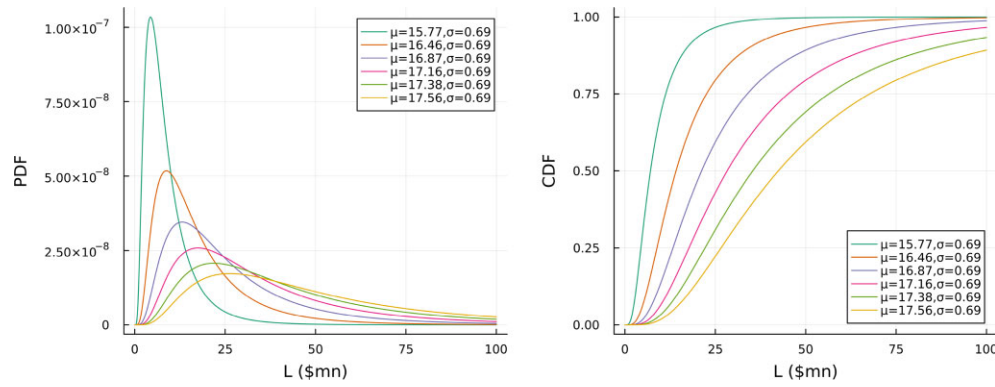 1.00×10⁻⁷
7.50×10⁻⁸
5.00×10⁻⁸
2.50×10⁻⁸
0
PDF
μ=15.77,σ=0.69
μ=16.46,σ=0.69
μ=16.87,σ=0.69
μ=17.16,σ=0.69
μ=17.38,σ=0.69
μ=17.56,σ=0.69
0 25 50 75 100
L ($mn)
1.00
0.75
0.50
0.25
0.00
CDF
μ=15.77,σ=0.69
μ=16.46,σ=0.69
μ=16.87,σ=0.69
μ=17.16,σ=0.69
μ=17.38,σ=0.69
μ=17.56,σ=0.69
0 25 50 75 100
L ($mn)